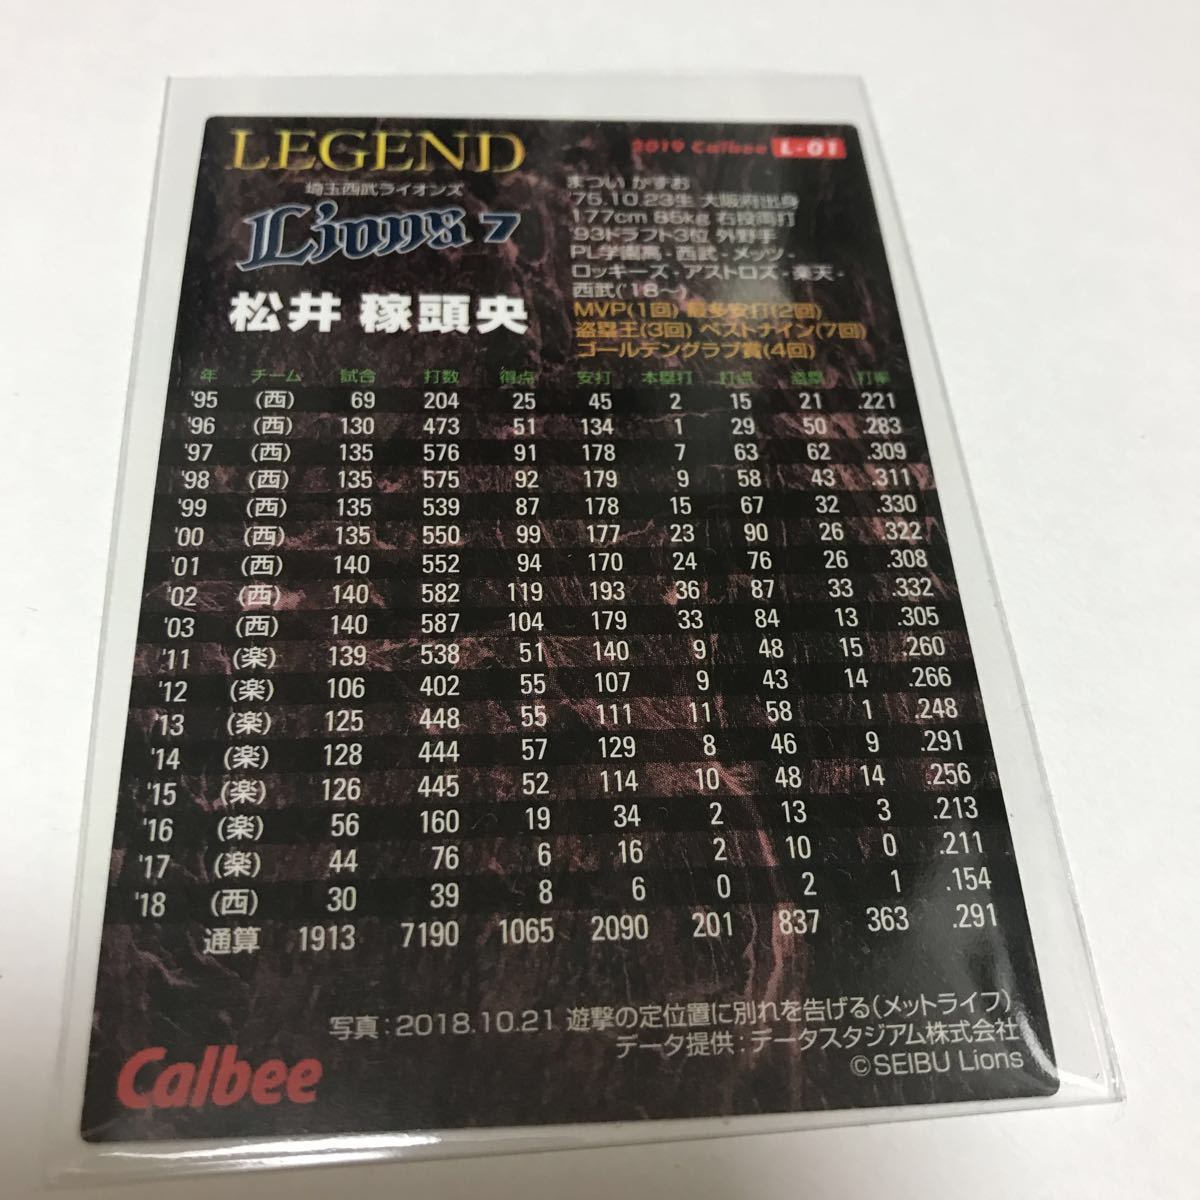 LEGEND
2019 Calbee L-01
埼玉西武ライオンズ
Lions 7
松井 稼頭央
まつい かずお
'75.10.23生 大阪府出身
177cm 85kg 右投両打
'93ドラフト3位 外野手
PL学園高-西武-メッツ-
ロッキーズ-アストロズ-楽天-
西武('18～)
MVP(1回) 最多安打(2回)
盗塁王(3回) ベストナイン(7回)
ゴールデングラブ賞(4回)
年 チーム 試合 打数 得点 安打 本塁打 打点 盗塁 打率
'95 (西) 69 204 25 45 2 15 21 .221
'96 (西) 130 473 51 134 1 29 50 .283
'97 (西) 135 576 91 178 7 63 62 .309
'98 (西) 135 575 92 179 9 58 43 .311
'99 (西) 135 539 87 178 15 67 32 .330
'00 (西) 135 550 99 177 23 90 26 .322
'01 (西) 140 552 94 170 24 76 26 .308
'02 (西) 140 582 119 193 36 87 33 .332
'03 (西) 140 587 104 179 33 84 13 .305
'11 (楽) 139 538 51 140 9 48 15 .260
'12 (楽) 106 402 55 107 9 43 14 .266
'13 (楽) 125 448 55 111 11 58 1 .248
'14 (楽) 128 444 57 129 8 46 9 .291
'15 (楽) 126 445 52 114 10 48 14 .256
'16 (楽) 56 160 19 34 2 13 3 .213
'17 (楽) 44 76 6 16 2 10 0 .211
'18 (西) 30 39 8 6 0 2 1 .154
通算 1913 7190 1065 2090 201 837 363 .291
写真:2018.10.21 遊撃の定位置に別れを告げる(メットライフ)
データ提供:データスタジアム株式会社
©SEIBU Lions
Calbee